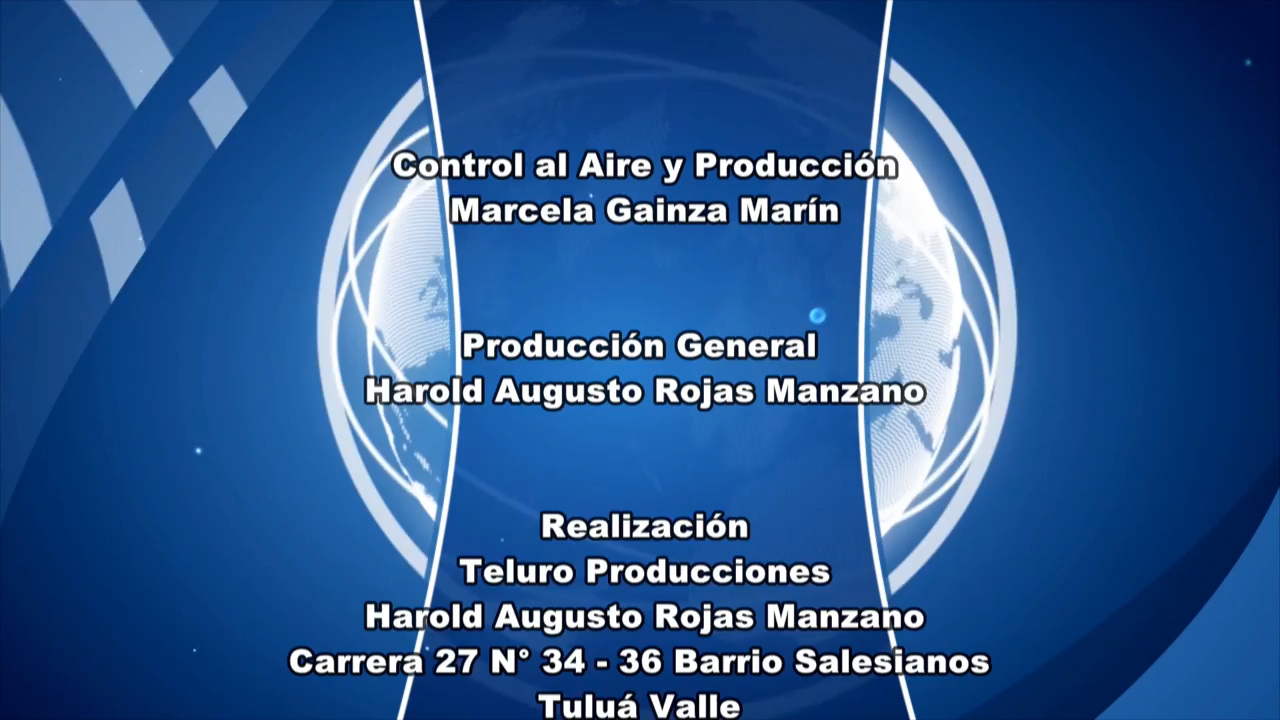 Control al Aire y Producción
Marcela Gainza Marín
Producción General
Harold Augusto Rojas Manzano
Realización
Teluro Producciones
Harold Augusto Rojas Manzano
Carrera 27 N° 34 - 36 Barrio Salesianos
Tuluá Valle